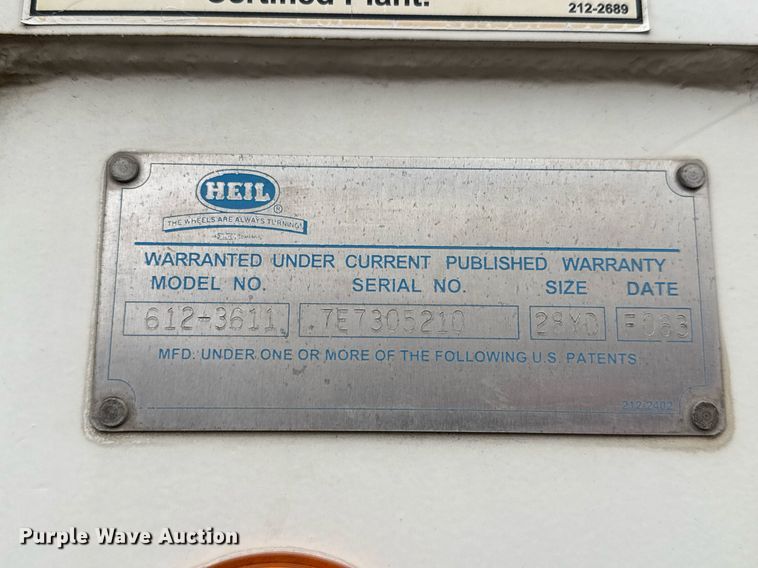 Certified Plant.
212-2689
HEIL
®
THE WHEELS ARE ALWAYS TURNING
WARRANTED UNDER CURRENT PUBLISHED WARRANTY
MODEL NO. SERIAL NO. SIZE DATE
612-3611 7E7305210 28YD F063
MFD. UNDER ONE OR MORE OF THE FOLLOWING U.S. PATENTS
212-2402
Purple Wave Auction